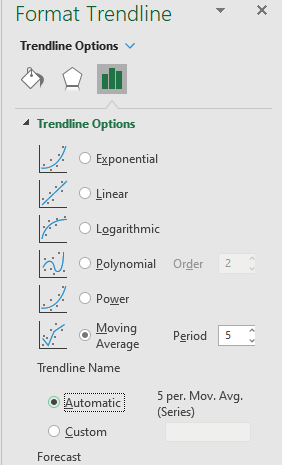 Format Trendline
Trendline Options
Trendline Options
Exponential
Linear
Logarithmic
Polynomial Order 2
Power
Moving Average Period 5
Trendline Name
Automatic 5 per. Mov. Avg. (Series)
Custom
Forecast